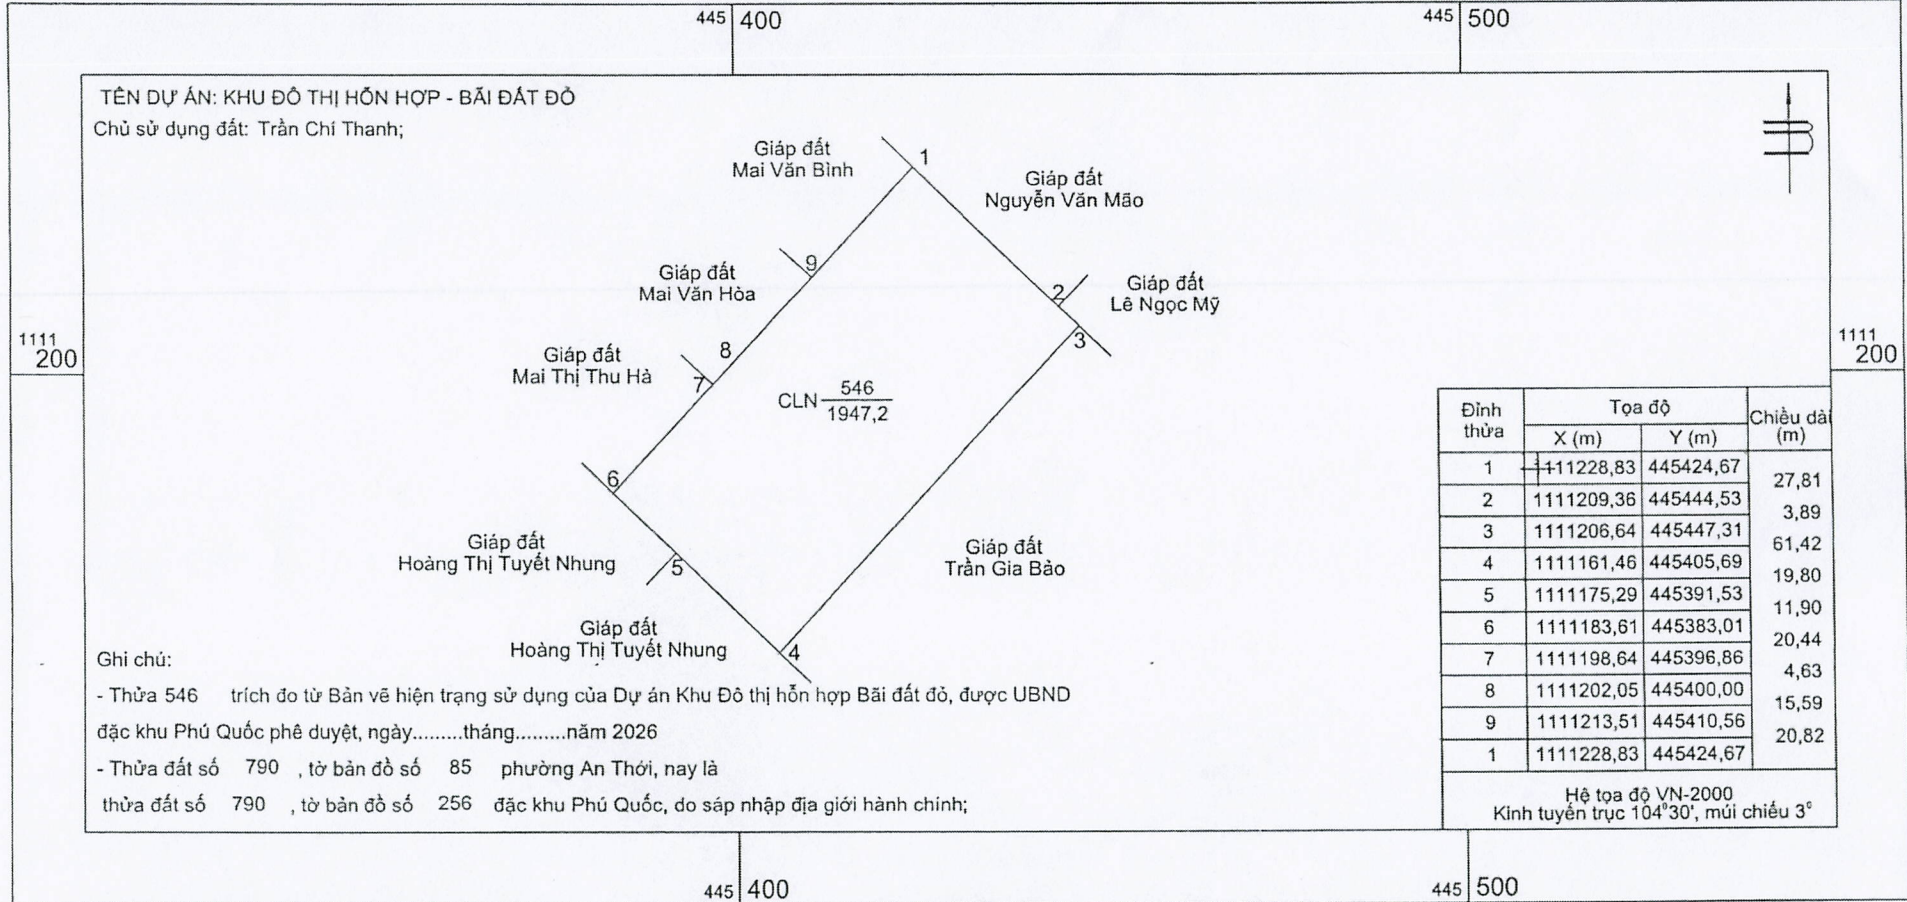 445 400
445 500
TÊN DỰ ÁN: KHU ĐÔ THỊ HỖN HỢP - BÃI ĐẤT ĐỎ
Chủ sử dụng đất: Trần Chí Thanh;
B
Giáp đất
Mai Văn Bình
1
Giáp đất
Nguyễn Văn Mão
Giáp đất
Mai Văn Hòa
9
2
Giáp đất
Lê Ngọc Mỹ
3
1111
200
1111
200
Giáp đất
Mai Thị Thu Hà
8
7
CLN 546
1947,2
6
Giáp đất
Hoàng Thị Tuyết Nhung
5
Giáp đất
Trần Gia Bảo
Giáp đất
Hoàng Thị Tuyết Nhung
4
Đỉnh thửa Tọa độ Chiều dài (m)
X (m) Y (m)
1 1111228,83 445424,67
27,81
2 1111209,36 445444,53
3,89
3 1111206,64 445447,31
61,42
4 1111161,46 445405,69
19,80
5 1111175,29 445391,53
11,90
6 1111183,61 445383,01
20,44
7 1111198,64 445396,86
4,63
8 1111202,05 445400,00
15,59
9 1111213,51 445410,56
20,82
1 1111228,83 445424,67
Hệ tọa độ VN-2000
Kinh tuyến trục 104°30', múi chiếu 3°
Ghi chú:
- Thửa 546 trích đo từ Bản vẽ hiện trạng sử dụng của Dự án Khu Đô thị hỗn hợp Bãi đất đỏ, được UBND
đặc khu Phú Quốc phê duyệt, ngày.........tháng.........năm 2026
- Thửa đất số 790 , tờ bản đồ số 85 phường An Thới, nay là
thửa đất số 790 , tờ bản đồ số 256 đặc khu Phú Quốc, do sáp nhập địa giới hành chính;
445 400
445 500